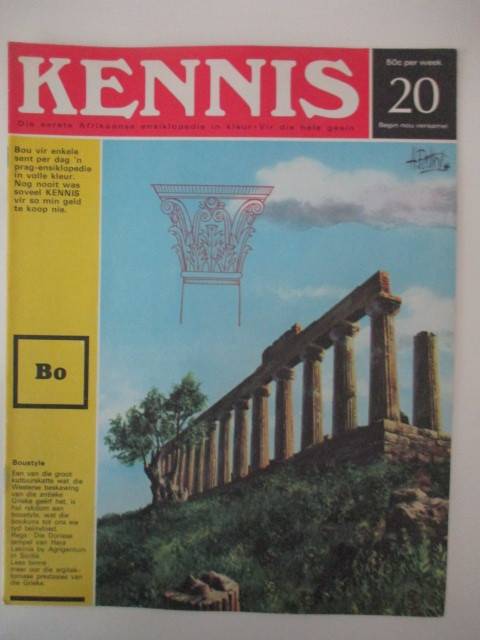 KENNIS
Die eerste Afrikaanse ensiklopedie in kleur • Vir die hele gesin
50c per week
20
Begin nou versamel
Bou vir enkele
sent per dag 'n
prag-ensiklopedie
in volle kleur.
Nog nooit was
soveel KENNIS
vir so min geld
te koop nie.
Bo
Boustyle
Een van die groot
kultuurskatte wat die
Westerse beskawing
van die antieke
Grieke geërf het, is
hul rykdom aan
boustyle, wat die
boukuns tot ons eie
tyd beïnvloed.
Regs: Die Doriese
tempel van Hera
Lakinia by Agrigentum
in Sicilië.
Lees binne
meer oor die argitek-
toniese prestasies van
die Grieke.